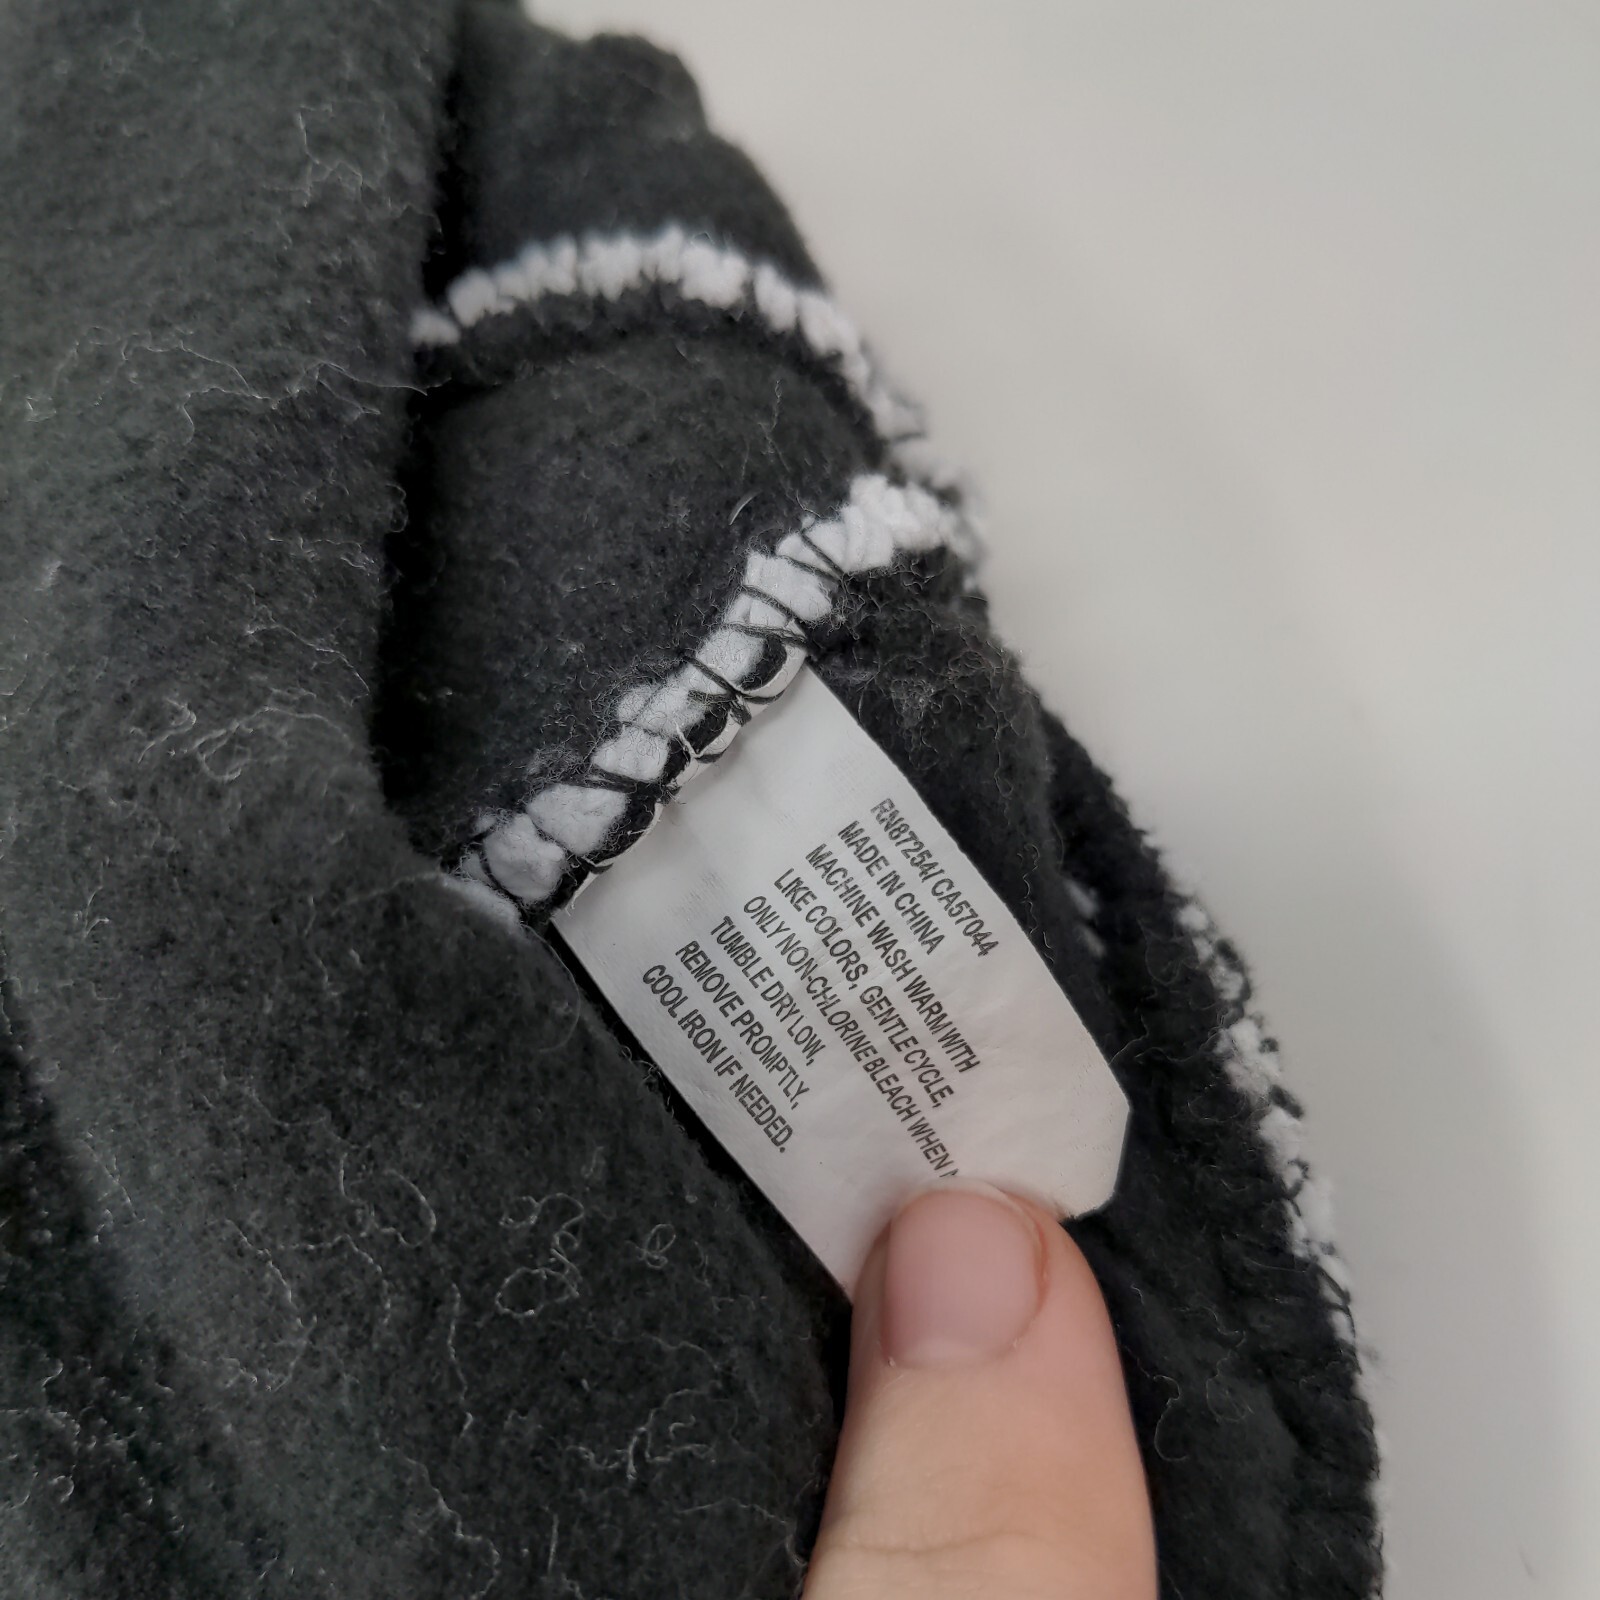 RN87254/ CA57044
MADE IN CHINA
MACHINE WASH WARM WITH
LIKE COLORS, GENTLE CYCLE,
ONLY NON-CHLORINE BLEACH WHEN
TUMBLE DRY LOW,
REMOVE PROMPTLY,
COOL IRON IF NEEDED.